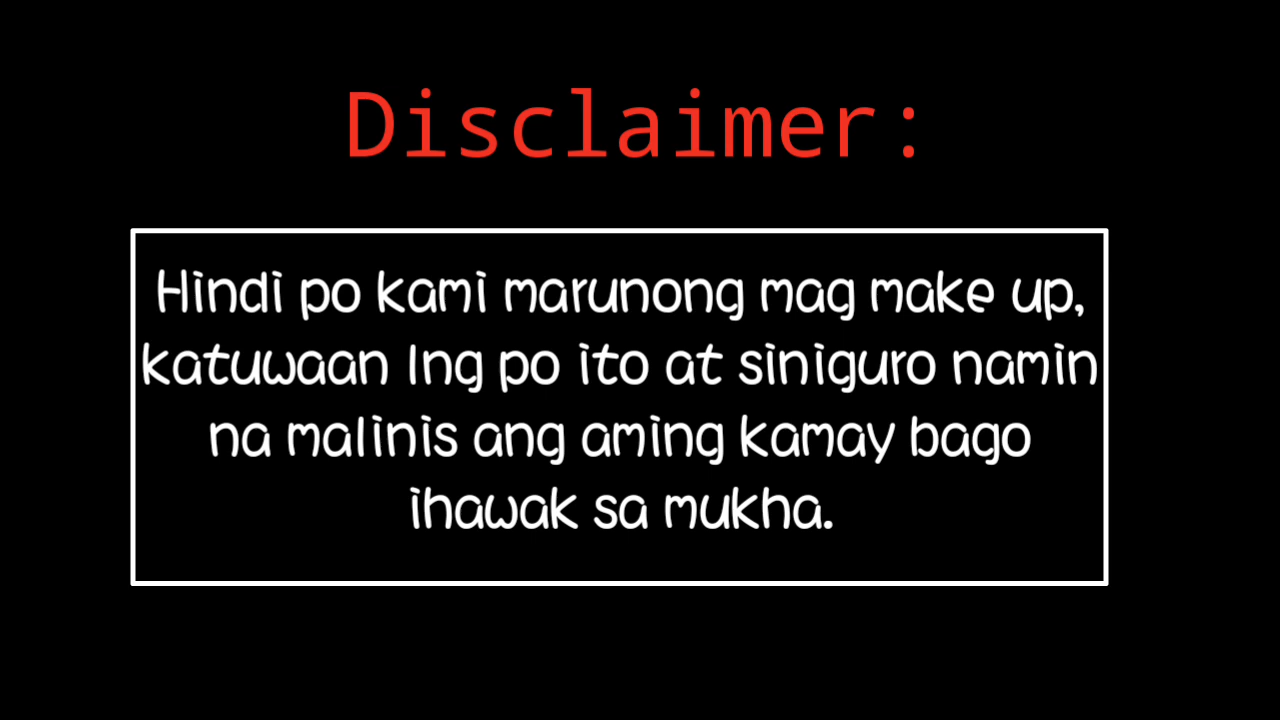 Disclaimer:
Hindi po kami marunong mag make up,
katuwaan lng po ito at siniguro namin
na malinis ang aming kamay bago
ihawak sa mukha.